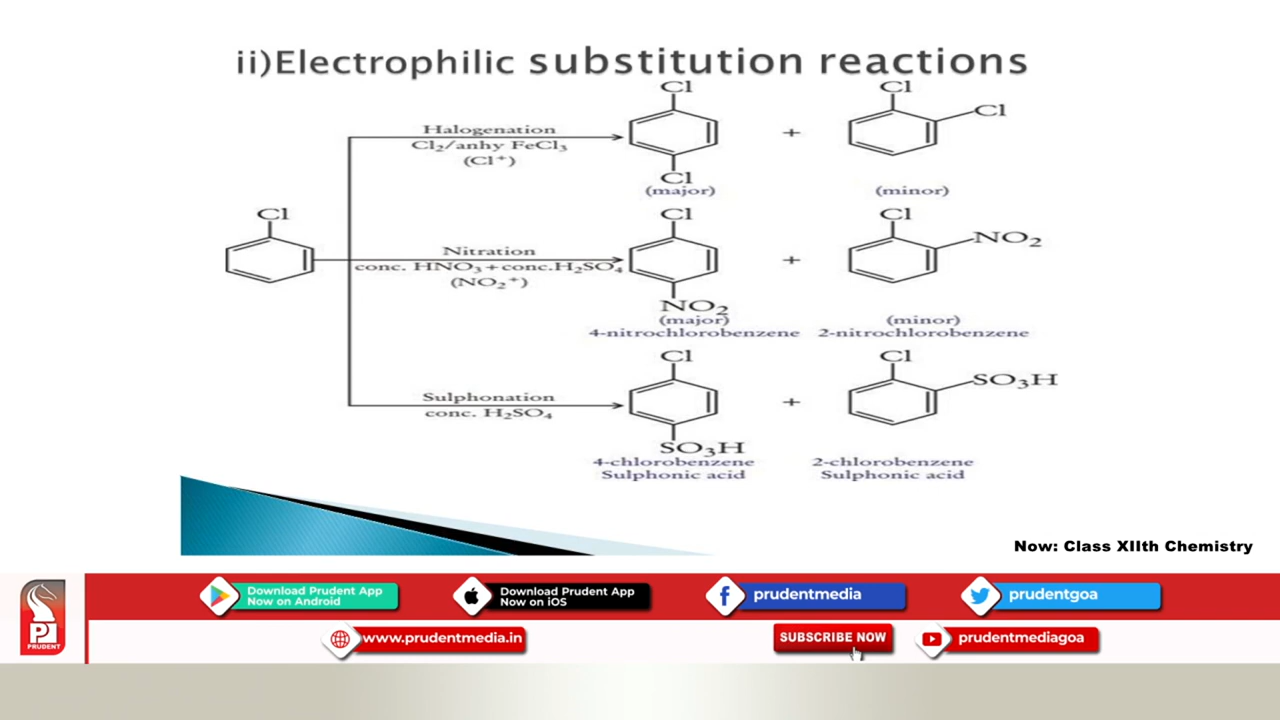 ii)Electrophilic substitution reactions
Cl
Cl
Cl
Halogenation
Cl₂/anhy FeCl₃
(Cl⁺)
+
Cl
(major)
(minor)
Cl
Cl
Cl
NO₂
Nitration
conc. HNO₃+conc.H₂SO₄
(NO₂⁺)
+
NO₂
(major)
(minor)
4-nitrochlorobenzene
2-nitrochlorobenzene
Cl
Cl
SO₃H
Sulphonation
conc. H₂SO₄
+
SO₃H
4-chlorobenzene
Sulphonic acid
2-chlorobenzene
Sulphonic acid
Now: Class XIIth Chemistry
PRUDENT
Download Prudent App
Now on Android
Download Prudent App
Now on iOS
prudentmedia
prudentgoa
www.prudentmedia.in
SUBSCRIBE NOW
prudentmediagoa